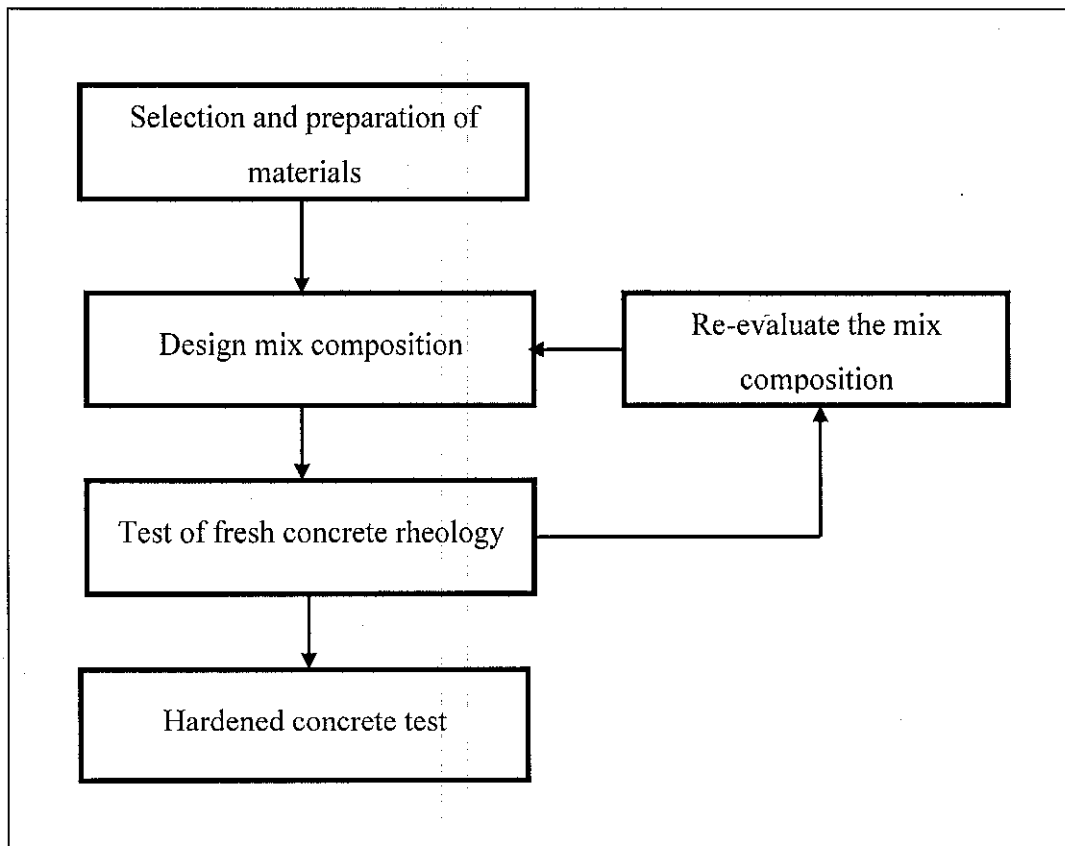 Selection and preparation of
materials
Design mix composition
Re-evaluate the mix
composition
Test of fresh concrete rheology
Hardened concrete test